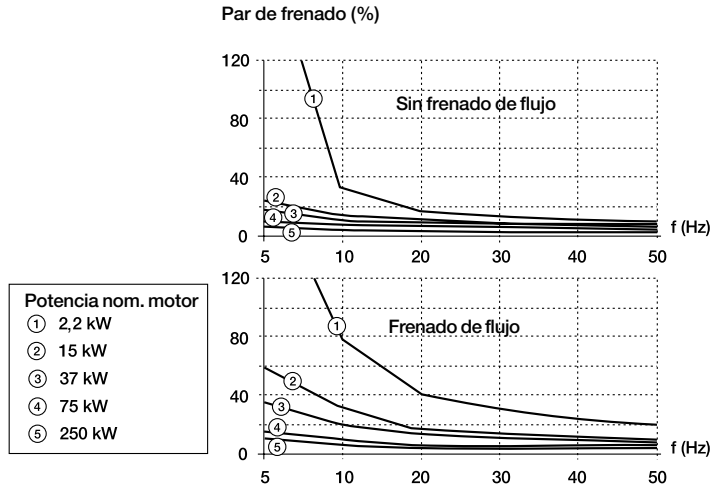 Par de frenado (%)
120
80
40
0
1
2
3
4
5
Sin frenado de flujo
f (Hz)
5 10 20 30 40 50
120
80
40
0
1
2
3
4
5
Frenado de flujo
f (Hz)
5 10 20 30 40 50
Potencia nom. motor
1 2,2 kW
2 15 kW
3 37 kW
4 75 kW
5 250 kW